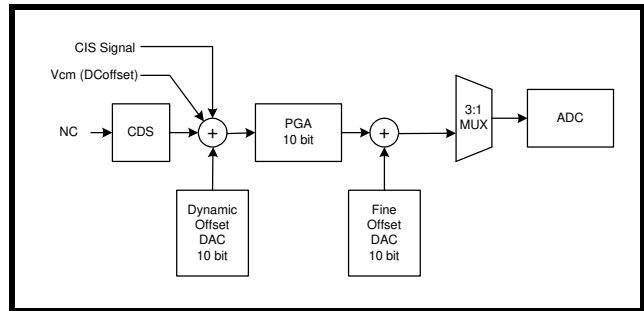 CIS Signal
Vcm (DCoffset)
NC
CDS
+
PGA
10 bit
+
3:1
MUX
ADC
Dynamic
Offset
DAC
10 bit
Fine
Offset
DAC
10 bit